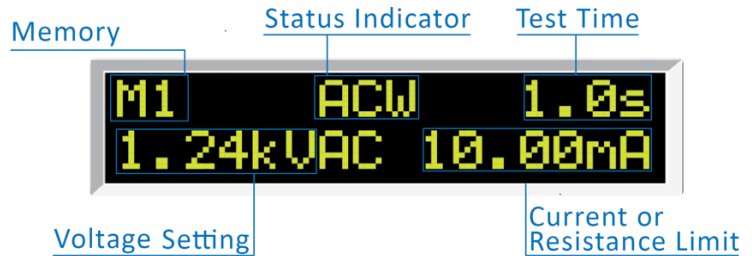 Memory
Status Indicator
Test Time
M1 ACW 1.0s
1.24kVAC 10.00mA
Voltage Setting
Current or
Resistance Limit